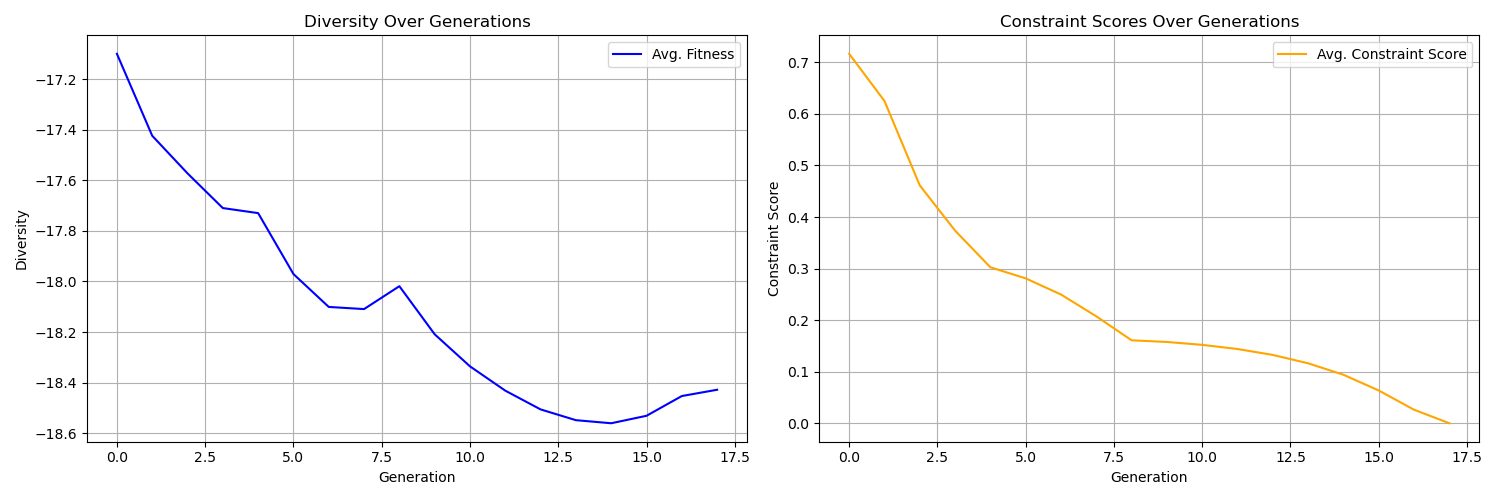 Diversity Over Generations
Avg. Fitness
Diversity
−17.2
−17.4
−17.6
−17.8
−18.0
−18.2
−18.4
−18.6
0.0 2.5 5.0 7.5 10.0 12.5 15.0 17.5
Generation
Constraint Scores Over Generations
Avg. Constraint Score
Constraint Score
0.7
0.6
0.5
0.4
0.3
0.2
0.1
0.0
0.0 2.5 5.0 7.5 10.0 12.5 15.0 17.5
Generation